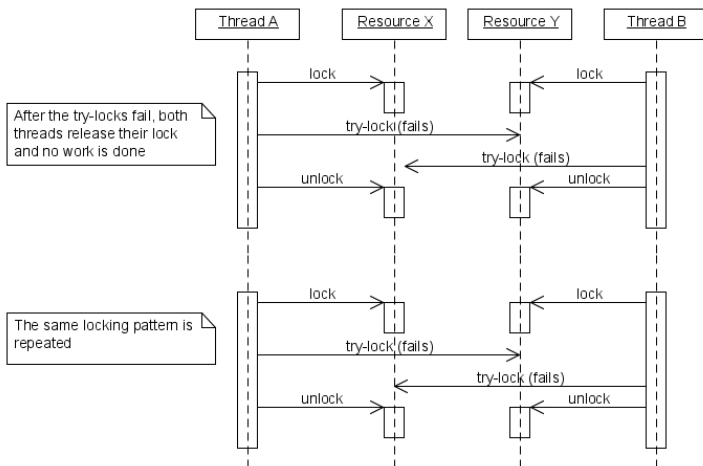 Thread A
Resource X
Resource Y
Thread B
lock
lock
After the try-locks fail, both
threads release their lock
and no work is done
try-lock (fails)
try-lock (fails)
unlock
unlock
lock
lock
The same locking pattern is
repeated
try-lock (fails)
try-lock (fails)
unlock
unlock